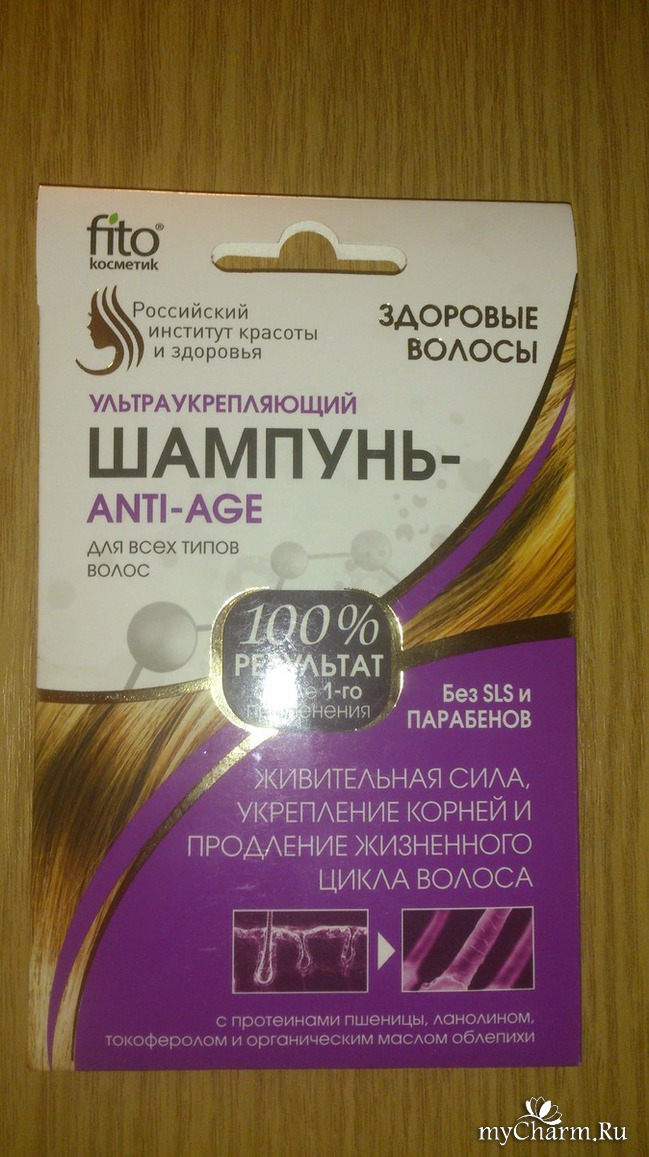 fito®
косметик
Российский
институт красоты
и здоровья
ЗДОРОВЫЕ
ВОЛОСЫ
УЛЬТРАУКРЕПЛЯЮЩИЙ
ШАМПУНЬ-
ANTI-AGE
ДЛЯ ВСЕХ ТИПОВ
ВОЛОС
100%
РЕЗУЛЬТАТ
1-го
применения
Без SLS и
ПАРАБЕНОВ
ЖИВИТЕЛЬНАЯ СИЛА,
УКРЕПЛЕНИЕ КОРНЕЙ И
ПРОДЛЕНИЕ ЖИЗНЕННОГО
ЦИКЛА ВОЛОСА
с протеинами пшеницы, ланолином,
токоферолом и органическим маслом облепихи
myCharm.Ru